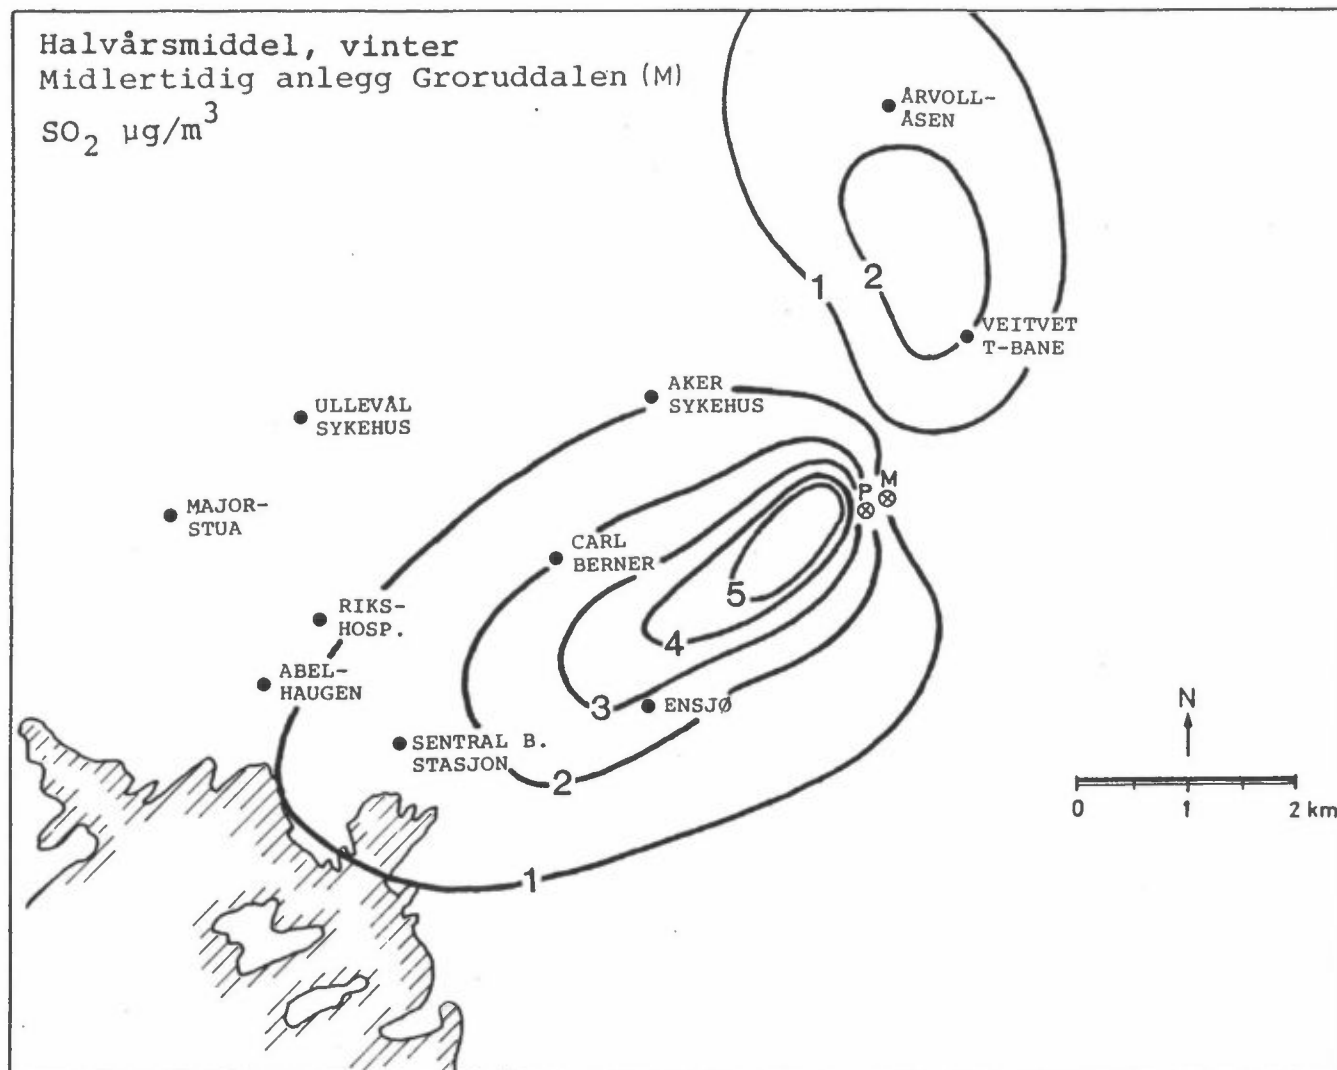 Halvårsmiddel, vinter
Midlertidig anlegg Groruddalen (M)
SO2 µg/m3
ÅRVOLL-
ÅSEN
1
2
VEITVET
T-BANE
AKER
SYKEHUS
ULLEVÅL
SYKEHUS
P
M
MAJOR-
STUA
CARL
BERNER
5
RIKS-
HOSP.
4
ABEL-
HAUGEN
3
ENSJØ
SENTRAL B.
STASJON
2
1
N
0
1
2 km